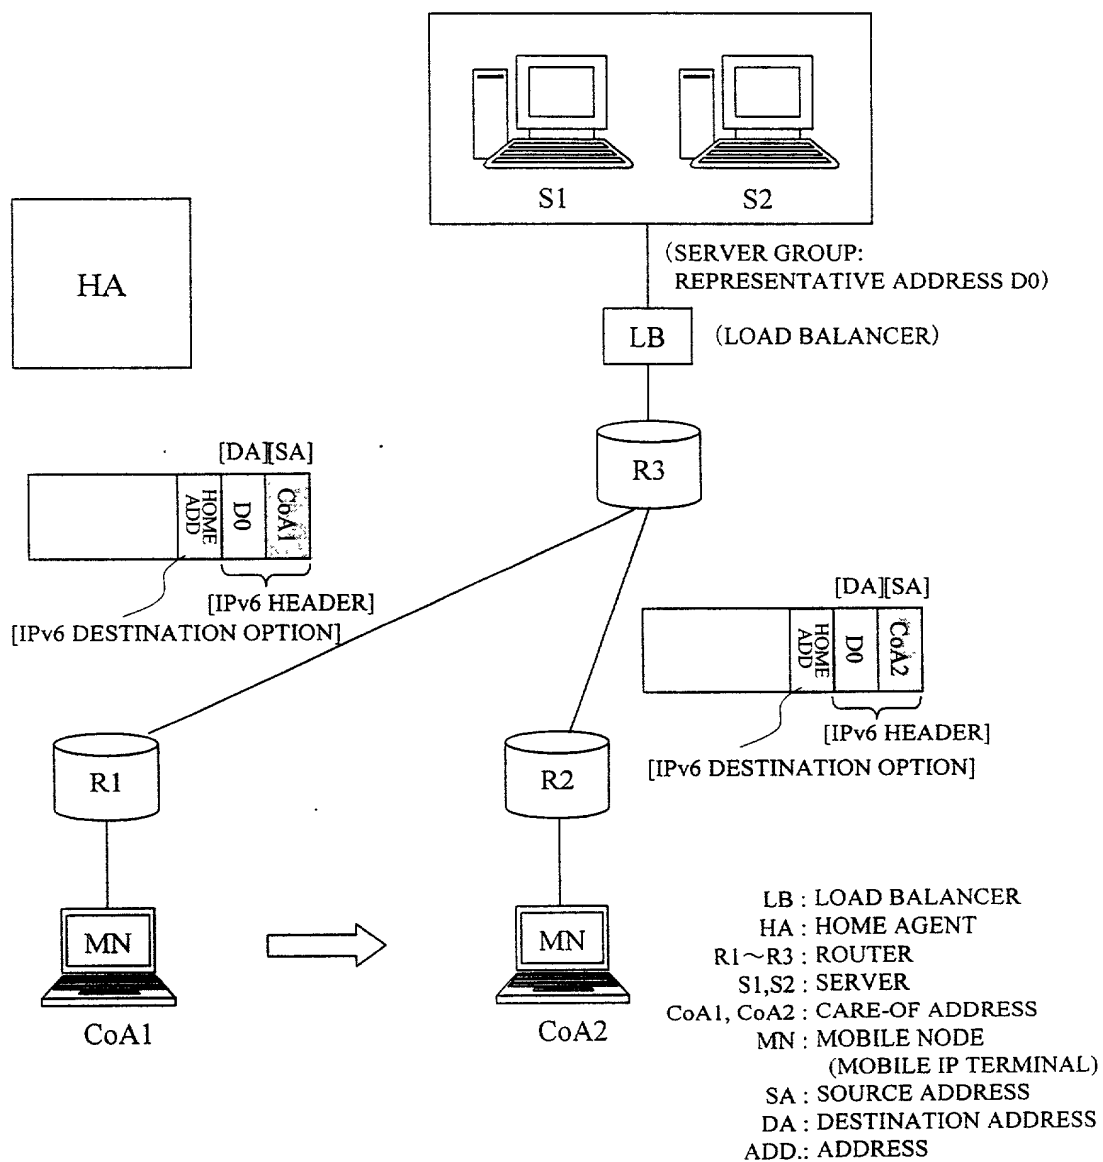 S1
S2
(SERVER GROUP:
REPRESENTATIVE ADDRESS D0)
HA
LB
(LOAD BALANCER)
R3
[DA][SA]
HOME ADD
D0
CoA1
[IPv6 HEADER]
[IPv6 DESTINATION OPTION]
[DA][SA]
HOME ADD
D0
CoA2
[IPv6 HEADER]
[IPv6 DESTINATION OPTION]
R1
R2
MN
MN
CoA1
CoA2
LB : LOAD BALANCER
HA : HOME AGENT
R1～R3 : ROUTER
S1,S2 : SERVER
CoA1, CoA2 : CARE-OF ADDRESS
MN : MOBILE NODE
(MOBILE IP TERMINAL)
SA : SOURCE ADDRESS
DA : DESTINATION ADDRESS
ADD.: ADDRESS